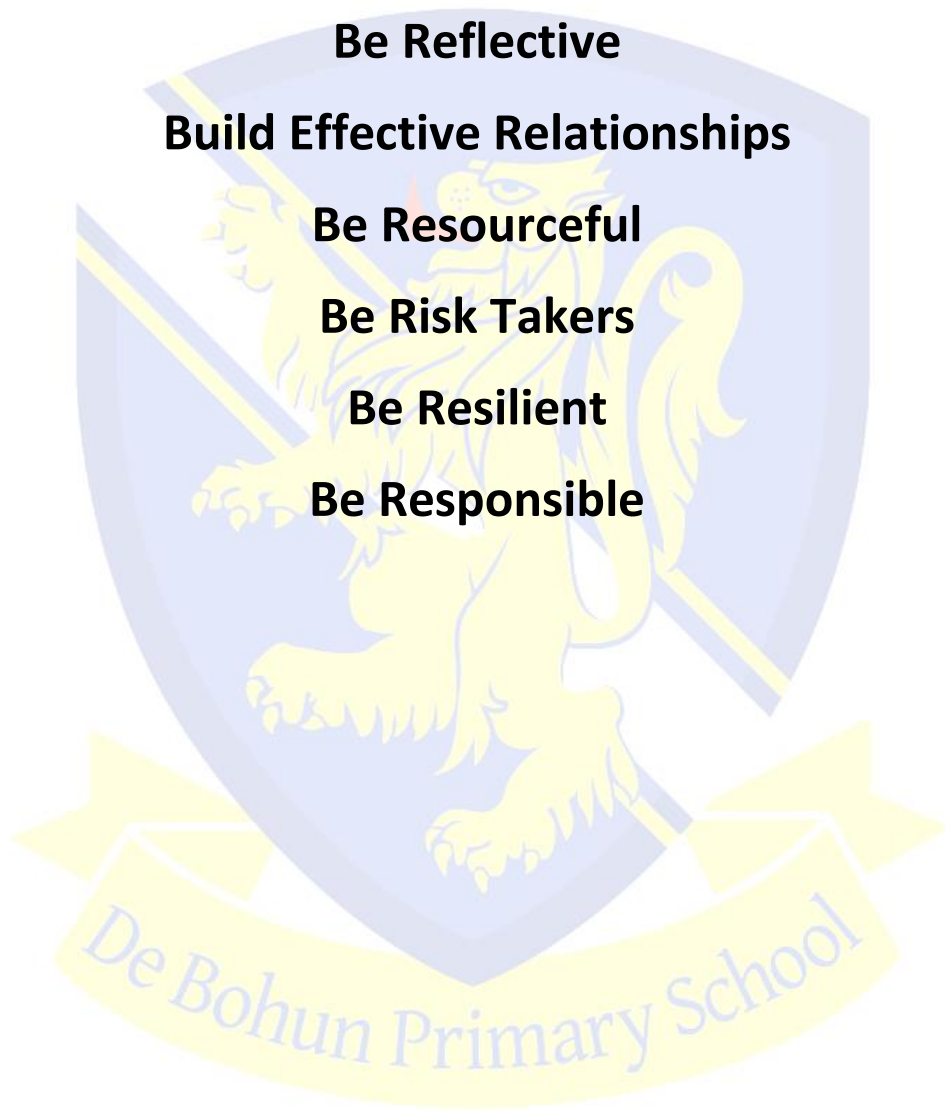 Be Reflective
Build Effective Relationships
Be Resourceful
Be Risk Takers
Be Resilient
Be Responsible
De Bohun Primary School